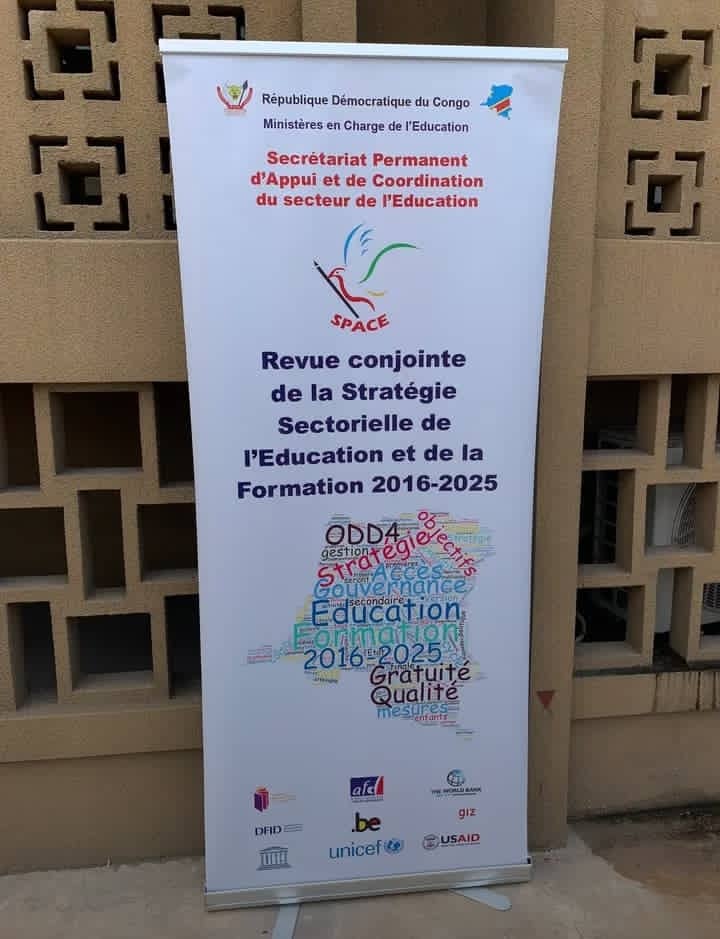 République Démocratique du Congo
Ministères en Charge de l'Education
Secrétariat Permanent
d'Appui et de Coordination
du secteur de l'Education
SPACE
Revue conjointe
de la Stratégie
Sectorielle de
l'Education et de la
Formation 2016-2025
ODD4
objectifs
gestion
Stratégie
stratégie
Accès
Gouvernance
secondaire
version
Education
Formation
2016-2025
finale
Gratuité
Qualité
mesures
enfants
afd
THE WORLD BANK
giz
DFID
.be
unicef
USAID